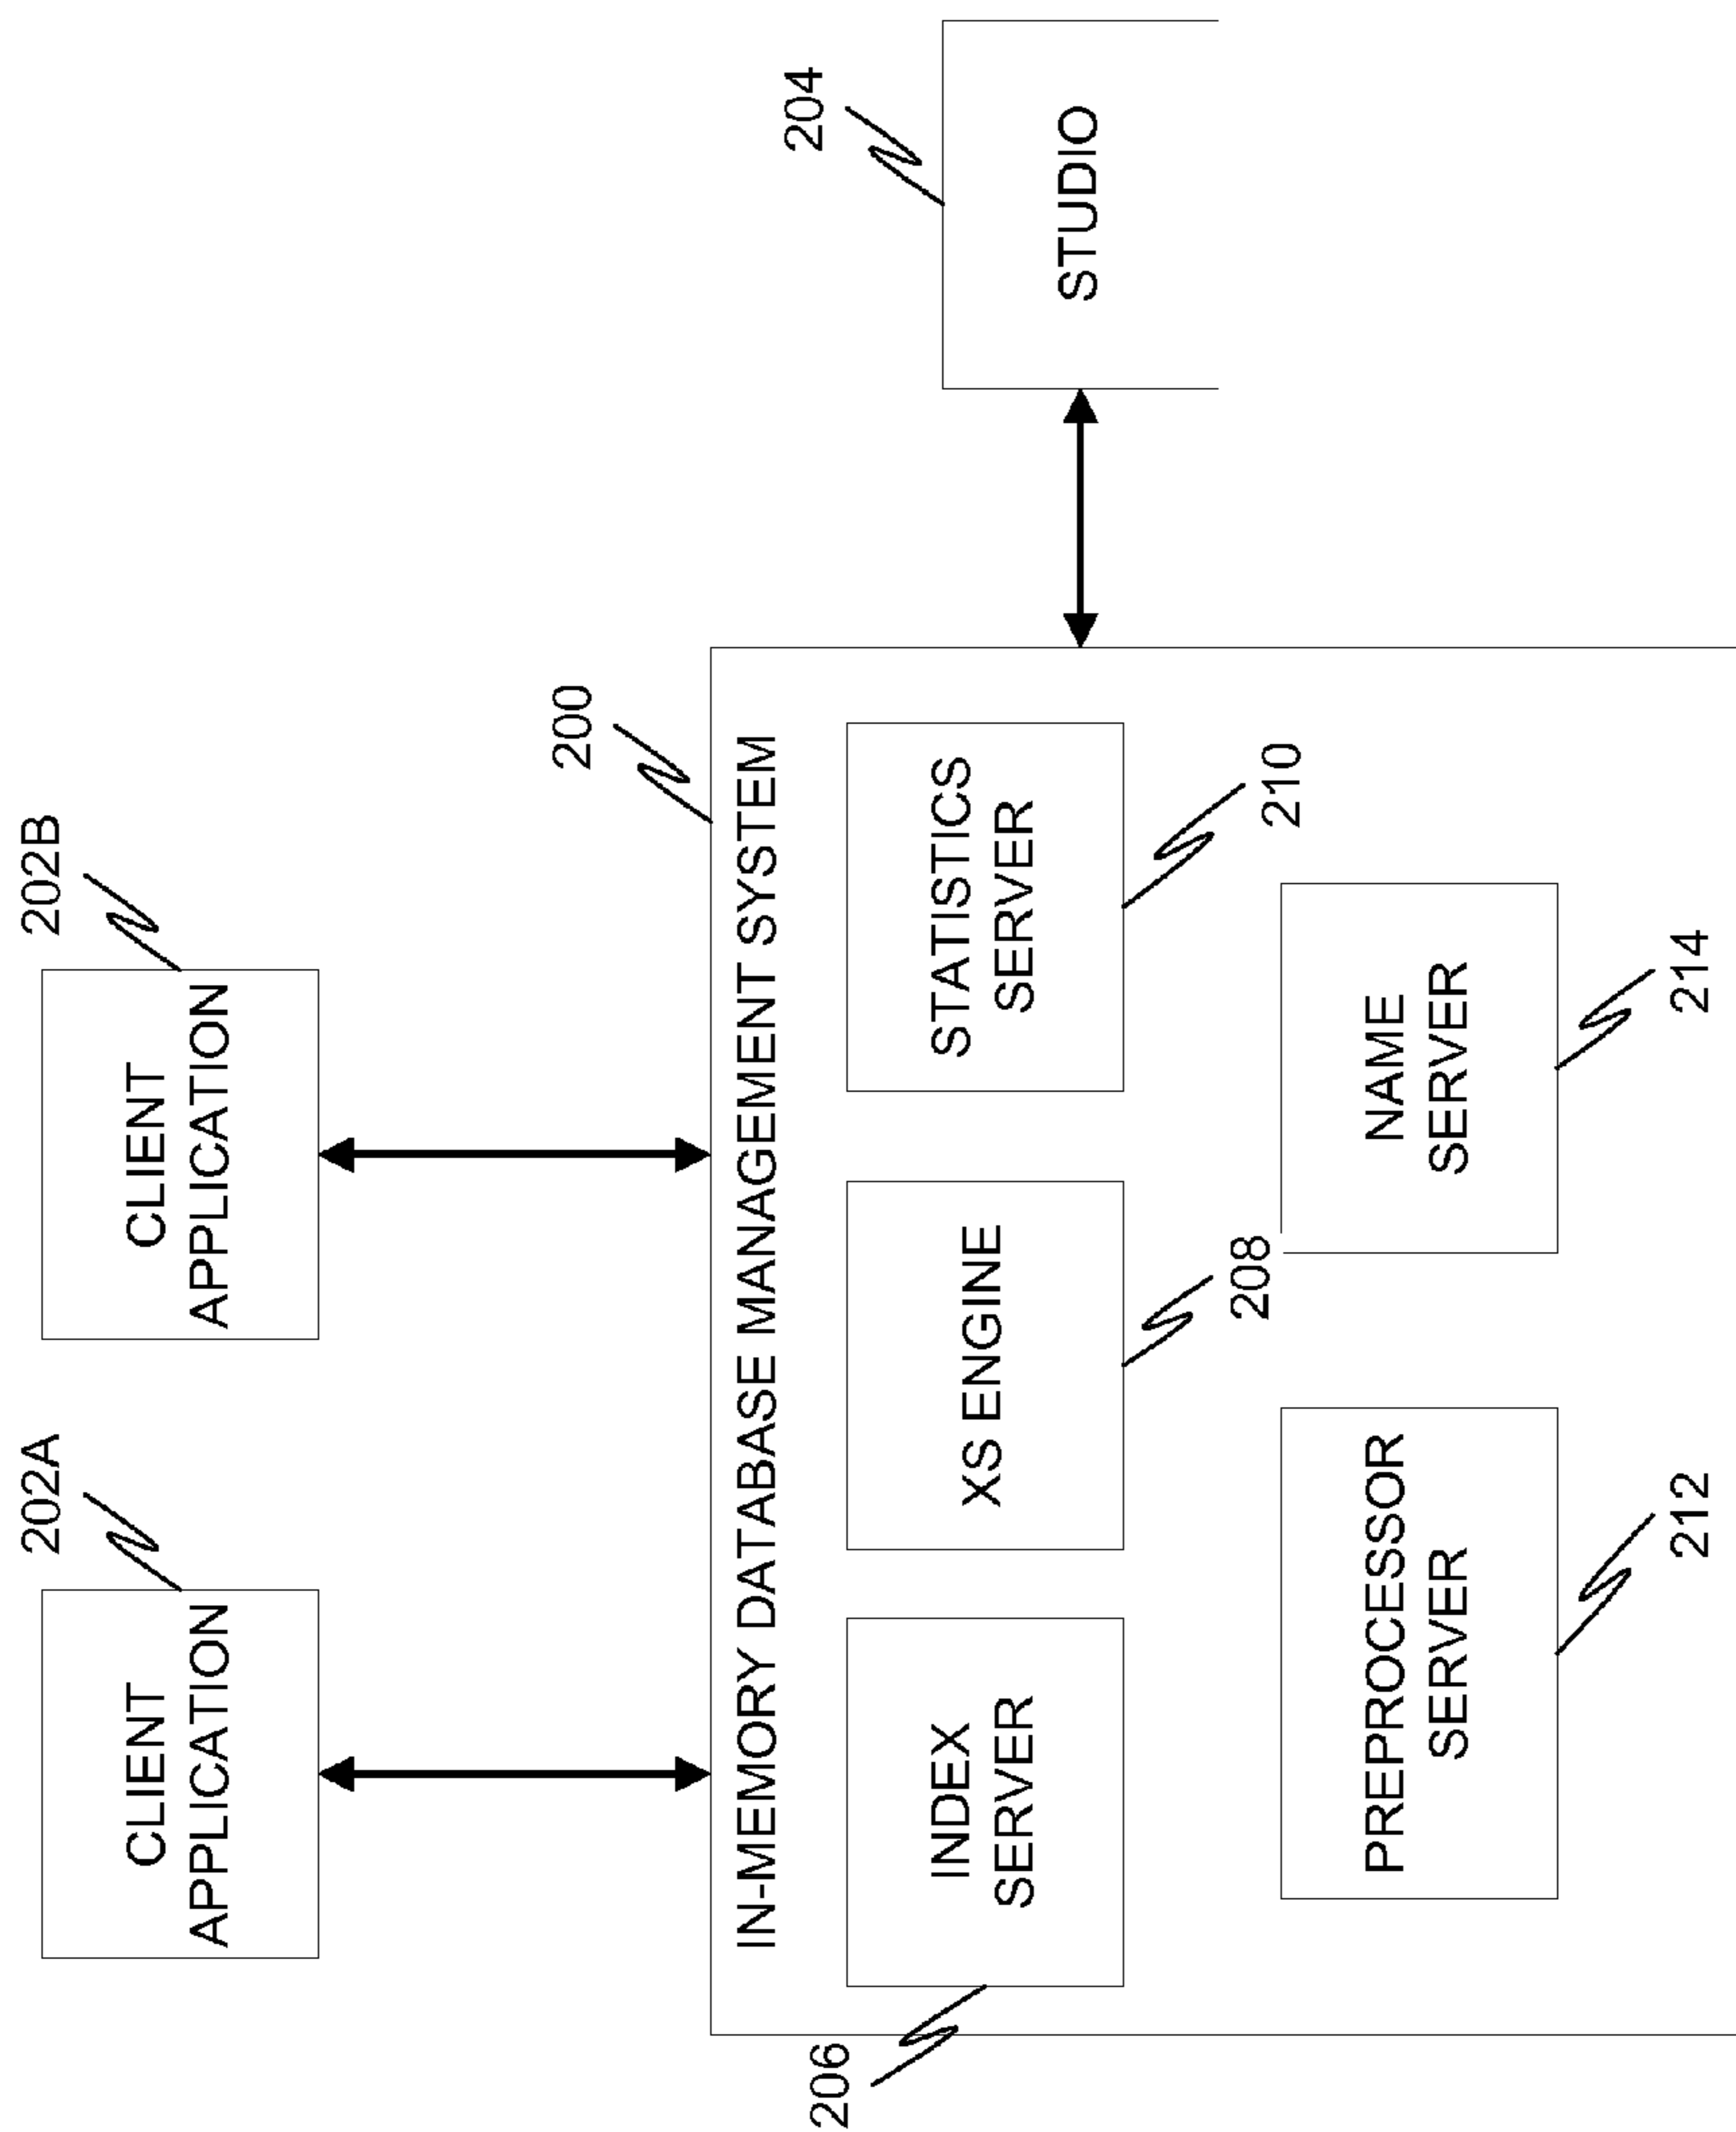 202A
202B
CLIENT
APPLICATION
CLIENT
APPLICATION
200
204
IN-MEMORY DATABASE MANAGEMENT SYSTEM
STUDIO
206
INDEX
SERVER
XS ENGINE
STATISTICS
SERVER
208
210
PREPROCESSOR
SERVER
NAME
SERVER
212
214